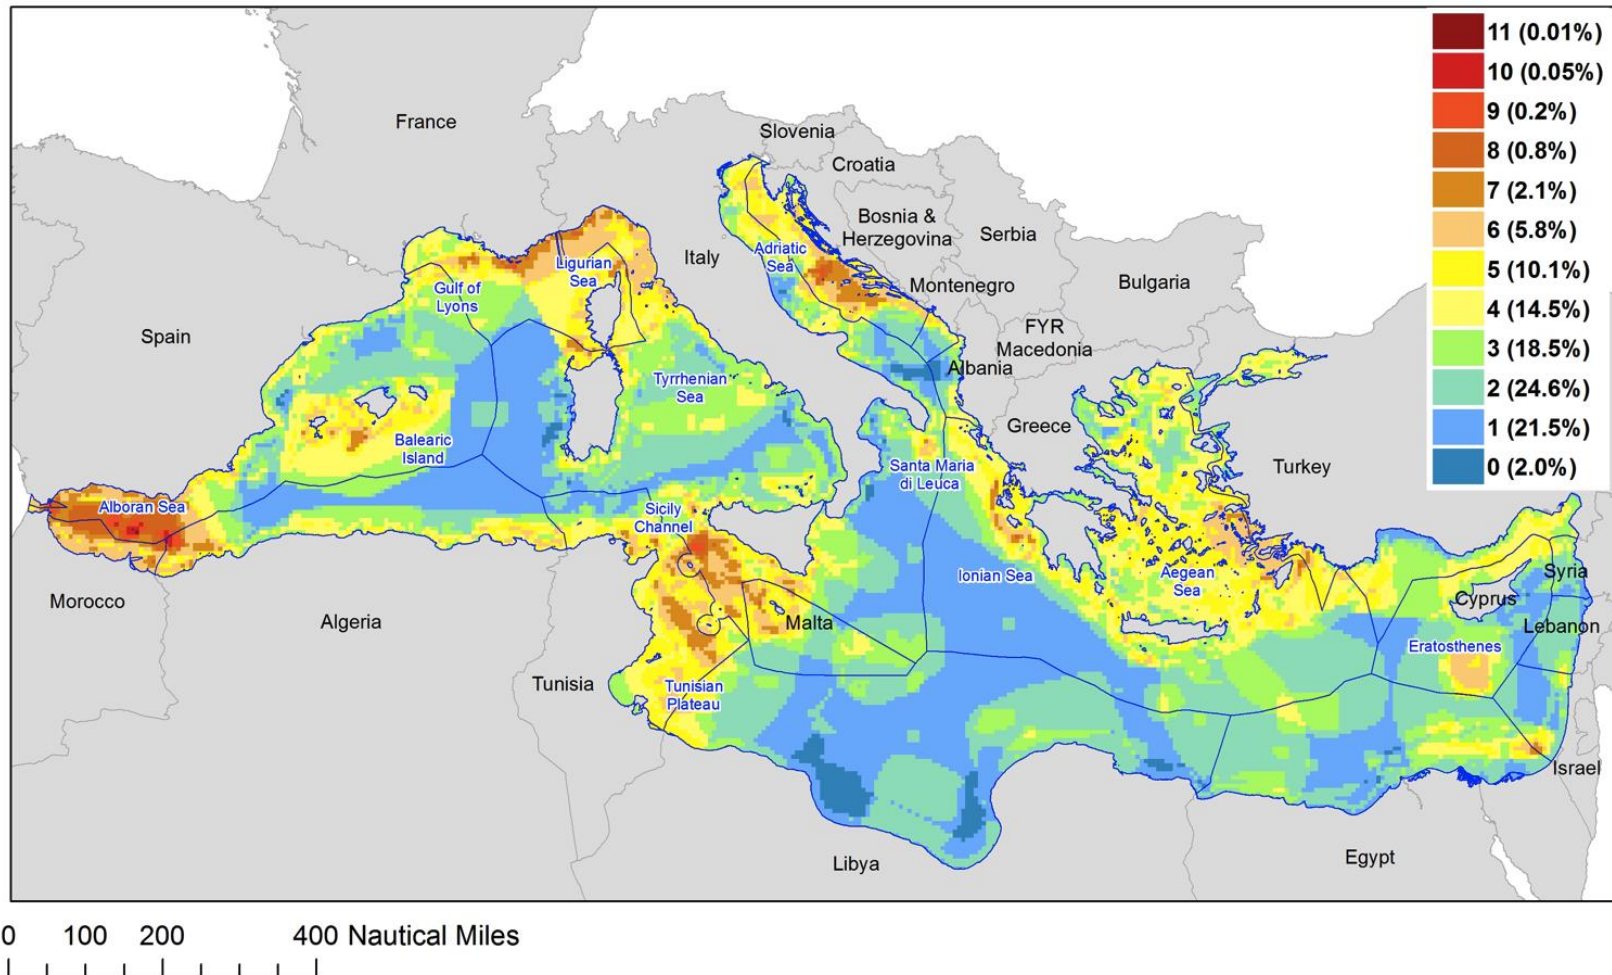 11 (0.01%)
10 (0.05%)
9 (0.2%)
8 (0.8%)
7 (2.1%)
6 (5.8%)
5 (10.1%)
4 (14.5%)
3 (18.5%)
2 (24.6%)
1 (21.5%)
0 (2.0%)
France
Slovenia
Croatia
Bosnia &
Herzegovina
Serbia
Italy
Adriatic
Sea
Ligurian
Sea
Montenegro
Bulgaria
Gulf of
Lyons
Spain
FYR
Macedonia
Albania
Tyrrhenian
Sea
Greece
Balearic
Island
Santa Maria
di Leuca
Turkey
Alboran Sea
Sicily
Channel
Ionian Sea
Aegean
Sea
Syria
Morocco
Algeria
Malta
Cyprus
Lebanon
Eratosthenes
Tunisia
Tunisian
Plateau
Israel
Libya
Egypt
0 100 200 400 Nautical Miles